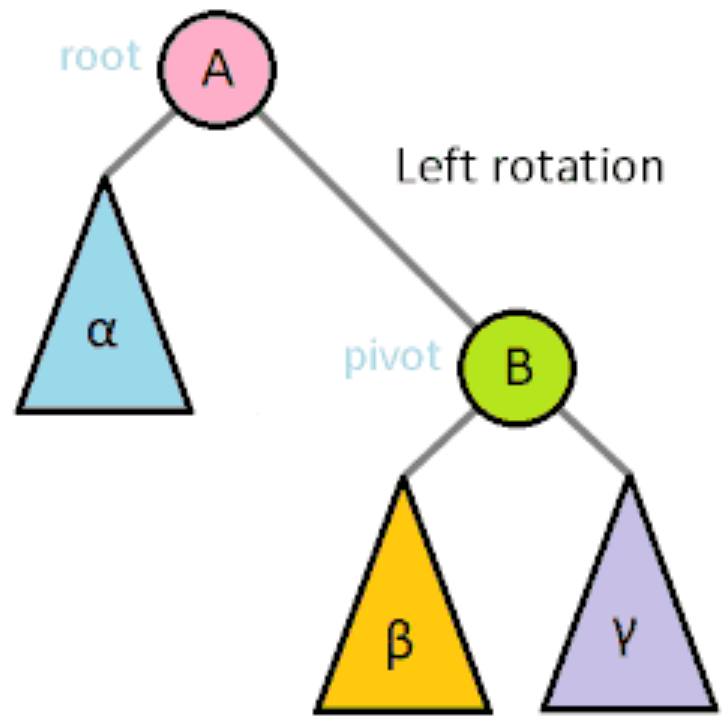 root
A
Left rotation
α
pivot
B
β
γ